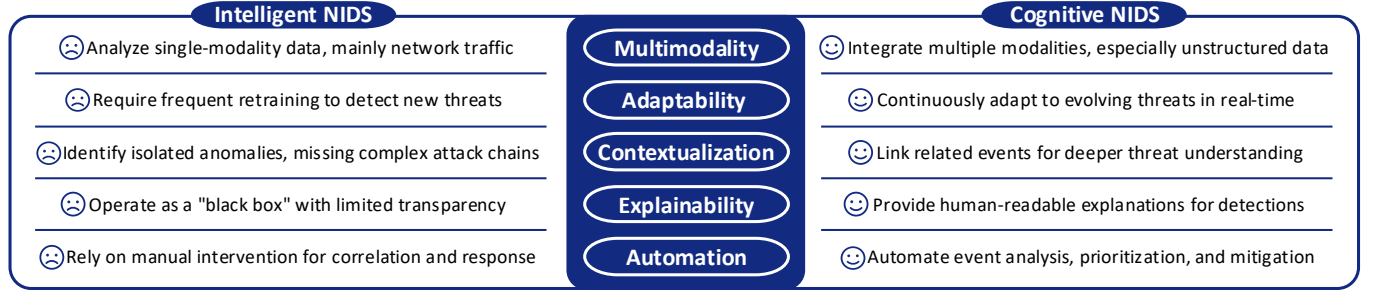 Intelligent NIDS
Cognitive NIDS
Analyze single-modality data, mainly network traffic
Multimodality
Integrate multiple modalities, especially unstructured data
Require frequent retraining to detect new threats
Adaptability
Continuously adapt to evolving threats in real-time
Identify isolated anomalies, missing complex attack chains
Contextualization
Link related events for deeper threat understanding
Operate as a "black box" with limited transparency
Explainability
Provide human-readable explanations for detections
Rely on manual intervention for correlation and response
Automation
Automate event analysis, prioritization, and mitigation